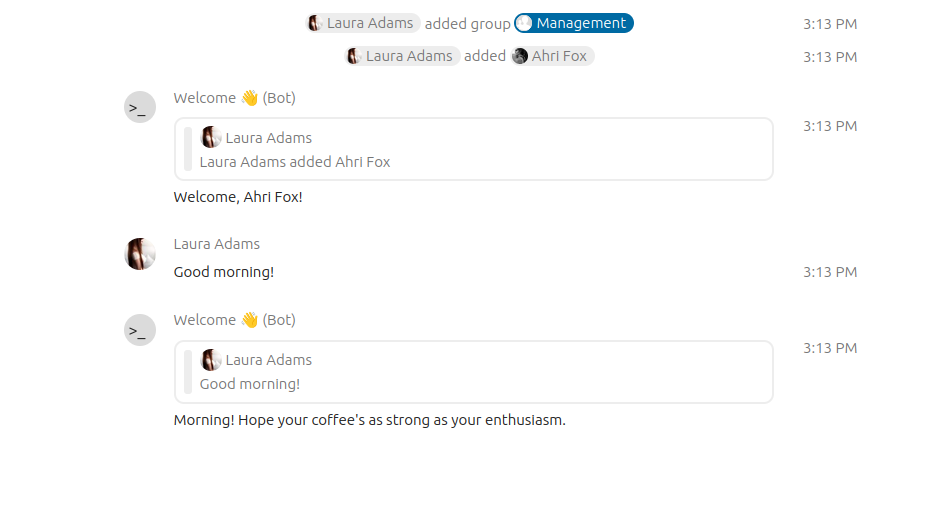 Laura Adams added group Management 3:13 PM
Laura Adams added Ahri Fox 3:13 PM
Welcome 👋 (Bot)
3:13 PM
Laura Adams
Laura Adams added Ahri Fox
Welcome, Ahri Fox!
Laura Adams
Good morning! 3:13 PM
Welcome 👋 (Bot)
3:13 PM
Laura Adams
Good morning!
Morning! Hope your coffee's as strong as your enthusiasm.
>_
>_